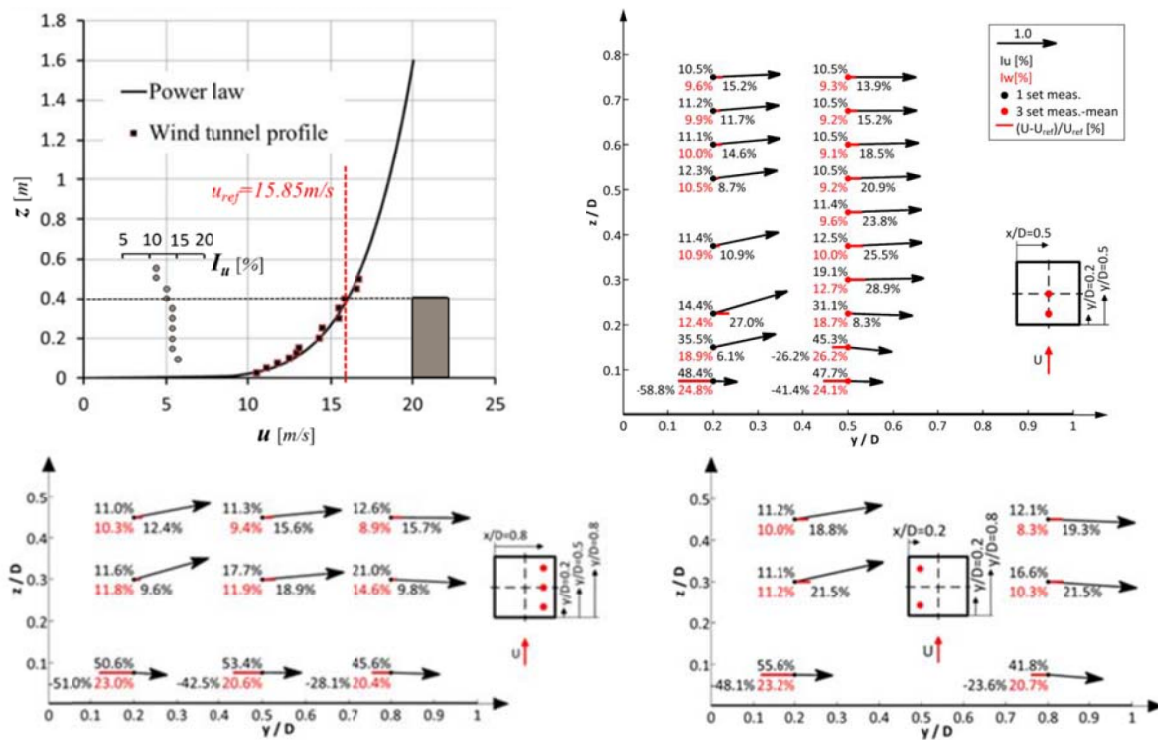 1.8
1.6
1.4
1.2
1
0.8
0.6
0.4
0.2
0
z [m]
Power law
Wind tunnel profile
u_ref=15.85m/s
5 10 15 20
I_u [%]
0 5 10 15 20 25
u [m/s]
1.0
Iu [%]
Iw[%]
1 set meas.
3 set meas.-mean
(U-U_ref)/U_ref [%]
0.8
0.7
0.6
0.5
0.4
0.3
0.2
0.1
z / D
10.5% 10.5%
9.6% 15.2% 9.3% 13.9%
11.2% 10.5%
9.9% 11.7% 9.2% 15.2%
11.1% 10.5%
10.0% 14.6% 9.1% 18.5%
12.3% 10.5%
10.5% 8.7% 9.2% 20.9%
11.4%
9.6% 23.8%
11.4% 12.5%
10.9% 10.9% 10.0% 25.5%
19.1%
12.7% 28.9%
14.4% 31.1%
12.4% 27.0% 18.7% 8.3%
35.5% 45.3%
18.9% 6.1% -26.2% 26.2%
48.4% 47.7%
-58.8% 24.8% -41.4% 24.1%
x/D=0.5
y/D=0.2
y/D=0.5
U
0 0.1 0.2 0.3 0.4 0.5 0.6 0.7 0.8 0.9 1
y / D
0.5
0.4
0.3
0.2
0.1
z / D
11.0% 11.3% 12.6%
10.3% 12.4% 9.4% 15.6% 8.9% 15.7%
11.6% 17.7% 21.0%
11.8% 9.6% 11.9% 18.9% 14.6% 9.8%
50.6% 53.4% 45.6%
-51.0% 23.0% -42.5% 20.6% -28.1% 20.4%
x/D=0.8
y/D=0.2
y/D=0.5
y/D=0.8
U
0 0.1 0.2 0.3 0.4 0.5 0.6 0.7 0.8 0.9 1
y / D
0.5
0.4
0.3
0.2
0.1
z / D
11.2% 12.1%
10.0% 18.8% 8.3% 19.3%
11.1% 16.6%
11.2% 21.5% 10.3% 21.5%
55.6% 41.8%
-48.1% 23.2% -23.6% 20.7%
x/D=0.2
y/D=0.2
y/D=0.8
U
0 0.1 0.2 0.3 0.4 0.5 0.6 0.7 0.8 0.9 1
y / D